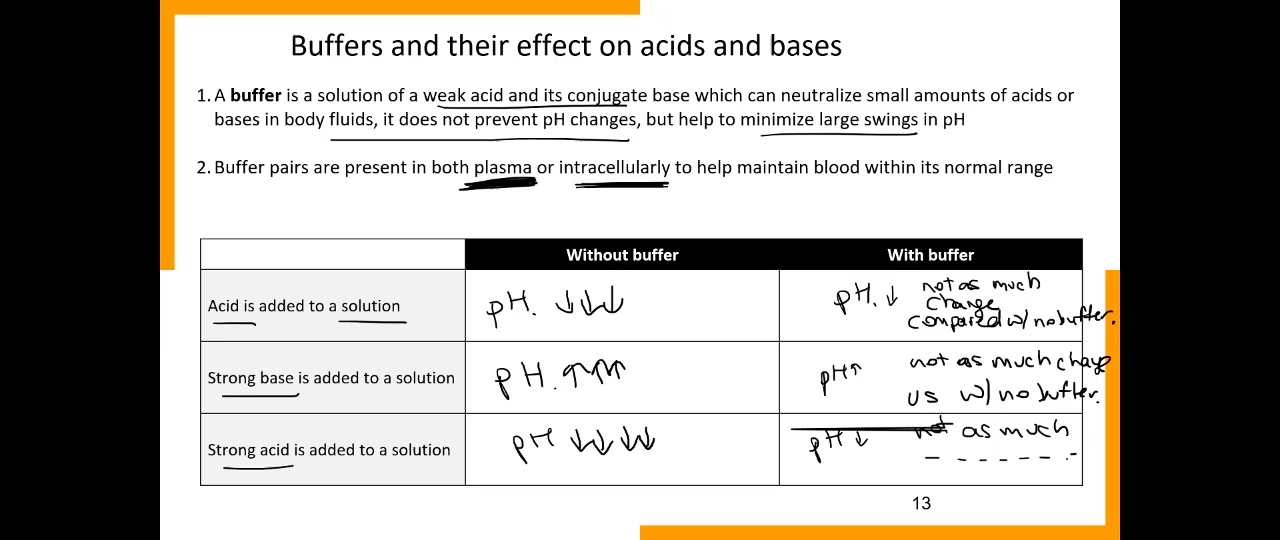 Buffers and their effect on acids and bases
1. A buffer is a solution of a weak acid and its conjugate base which can neutralize small amounts of acids or
bases in body fluids, it does not prevent pH changes, but help to minimize large swings in pH
2. Buffer pairs are present in both plasma or intracellularly to help maintain blood within its normal range
Without buffer With buffer
Acid is added to a solution pH. ↓↓↓ pH. ↓ not as much
change
compared w/ no buffer.
Strong base is added to a solution pH. ↑↑↑↑ pH ↑ not as much change
vs w/ no buffer.
Strong acid is added to a solution pH ↓↓↓↓ pH ↓ not as much
13